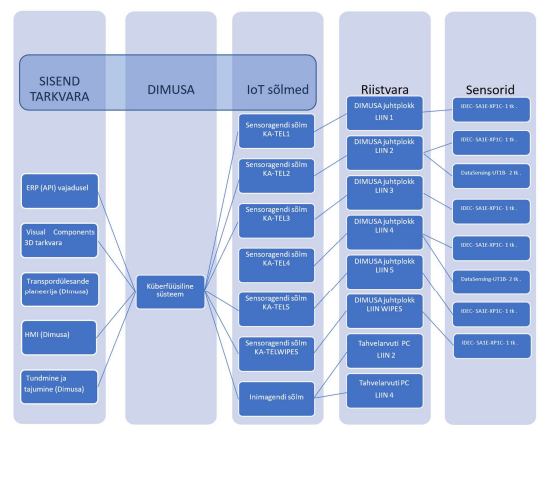 SISEND
TARKVARA
DIMUSA
IoT sõlmed
Riistvara
Sensorid
ERP (API) vajadusel
Visual Components
3D tarkvara
Transpordülesande
planeerija (Dimusa)
HMI (Dimusa)
Tundmine ja
tajumine (Dimusa)
Küberfüüsiline
süsteem
Sensoragendi sõlm
KA-TEL1
Sensoragendi sõlm
KA-TEL2
Sensoragendi sõlm
KA-TEL3
Sensoragendi sõlm
KA-TEL4
Sensoragendi sõlm
KA-TEL5
Sensoragendi sõlm
KA-TELWIPES
Inimagendi sõlm
DIMUSA juhtplokk
LIIN 1
DIMUSA juhtplokk
LIIN 2
DIMUSA juhtplokk
LIIN 3
DIMUSA juhtplokk
LIIN 4
DIMUSA juhtplokk
LIIN 5
DIMUSA juhtplokk
LIIN WIPES
Tahvelarvuti PC
LIIN 2
Tahvelarvuti PC
LIIN 4
IDEC- SA1E-XP1C- 1 tk .
IDEC- SA1E-XP1C- 1 tk .
DataSensing-UT1B- 2 tk .
IDEC- SA1E-XP1C- 1 tk .
IDEC- SA1E-XP1C- 1 tk .
DataSensing-UT1B- 2 tk .
IDEC- SA1E-XP1C- 1 tk .
IDEC- SA1E-XP1C- 1 tk .